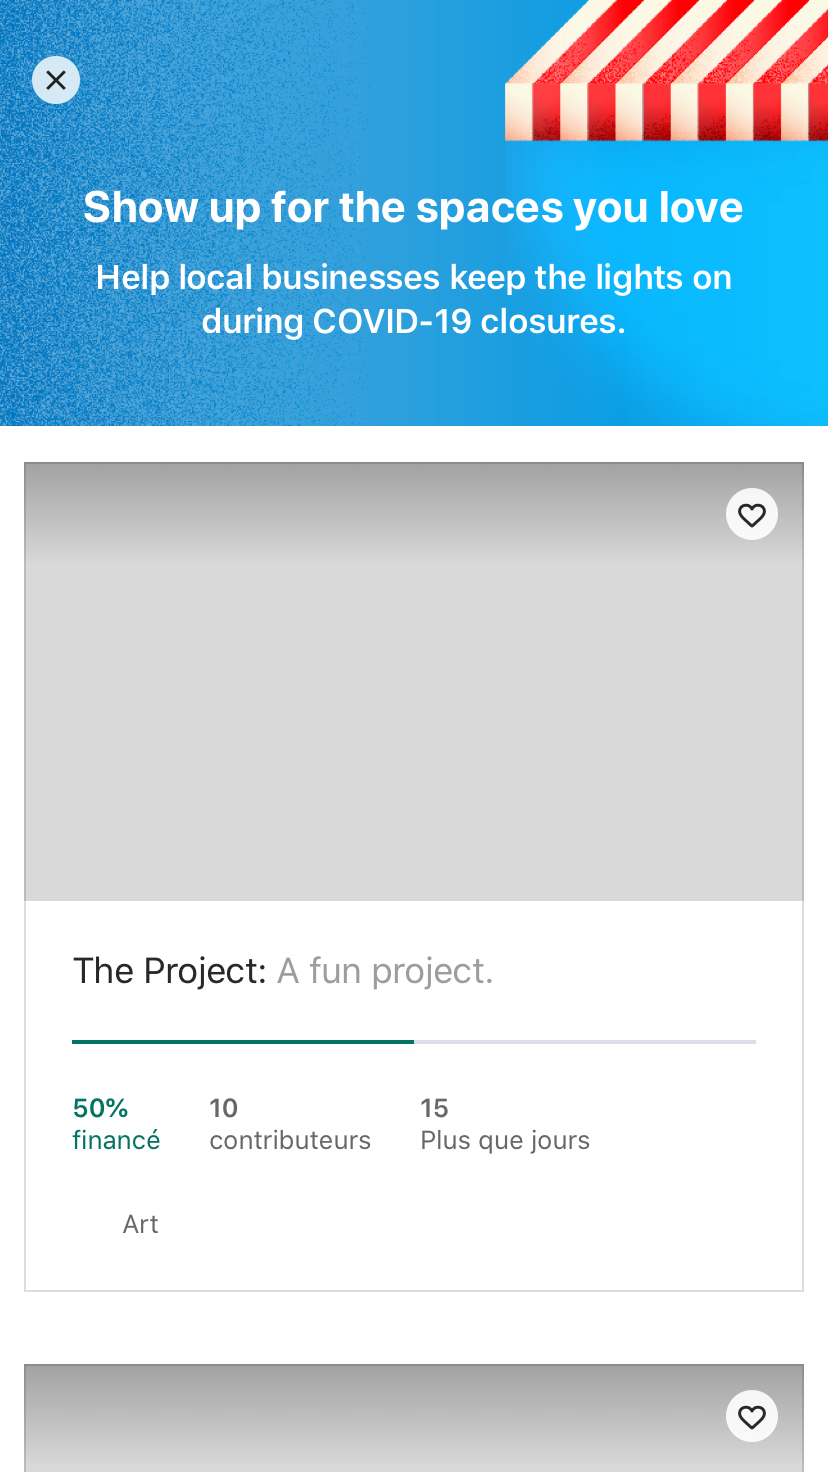 Show up for the spaces you love
Help local businesses keep the lights on
during COVID-19 closures.
The Project: A fun project.
50%
financé
10
contributeurs
15
Plus que jours
Art